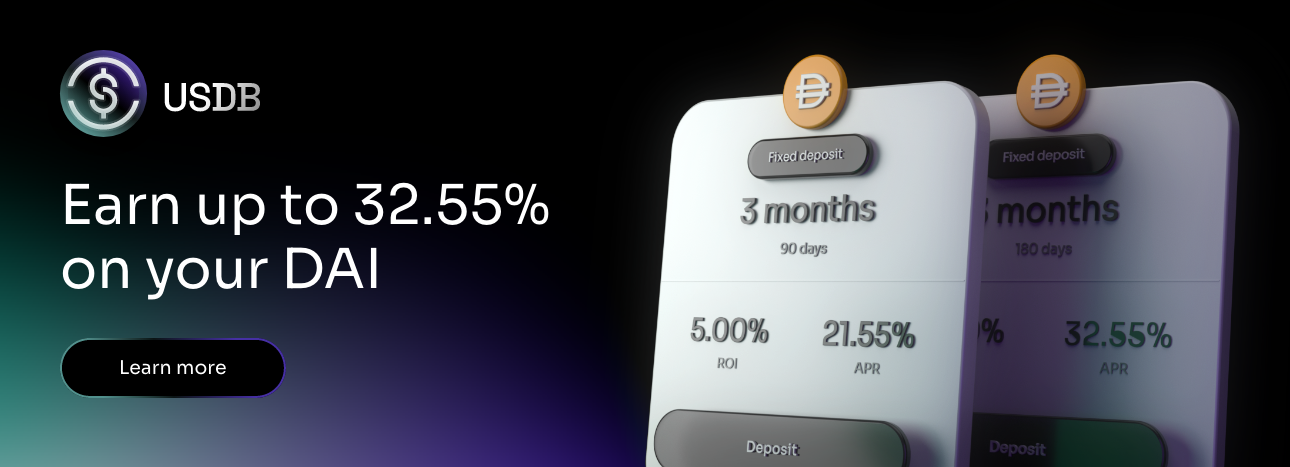 USDB
Earn up to 32.55%
on your DAI
Learn more
Fixed deposit
3 months
90 days
5.00%
ROI
21.55%
APR
Deposit
Fixed deposit
3 months
180 days
%
32.55%
APR
Deposit